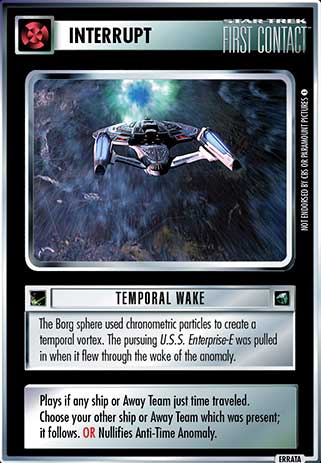 INTERRUPT
STAR TREK
FIRST CONTACT
NOT ENDORSED BY CBS OR PARAMOUNT PICTURES
TEMPORAL WAKE
The Borg sphere used chronometric particles to create
a temporal vortex. The pursuing U.S.S. Enterprise-E was pulled
in when it flew through the wake of the anomaly.
Plays if any ship or Away Team just time traveled.
Choose your other ship or Away Team which was present;
it follows. OR Nullifies Anti-Time Anomaly.
ERRATA